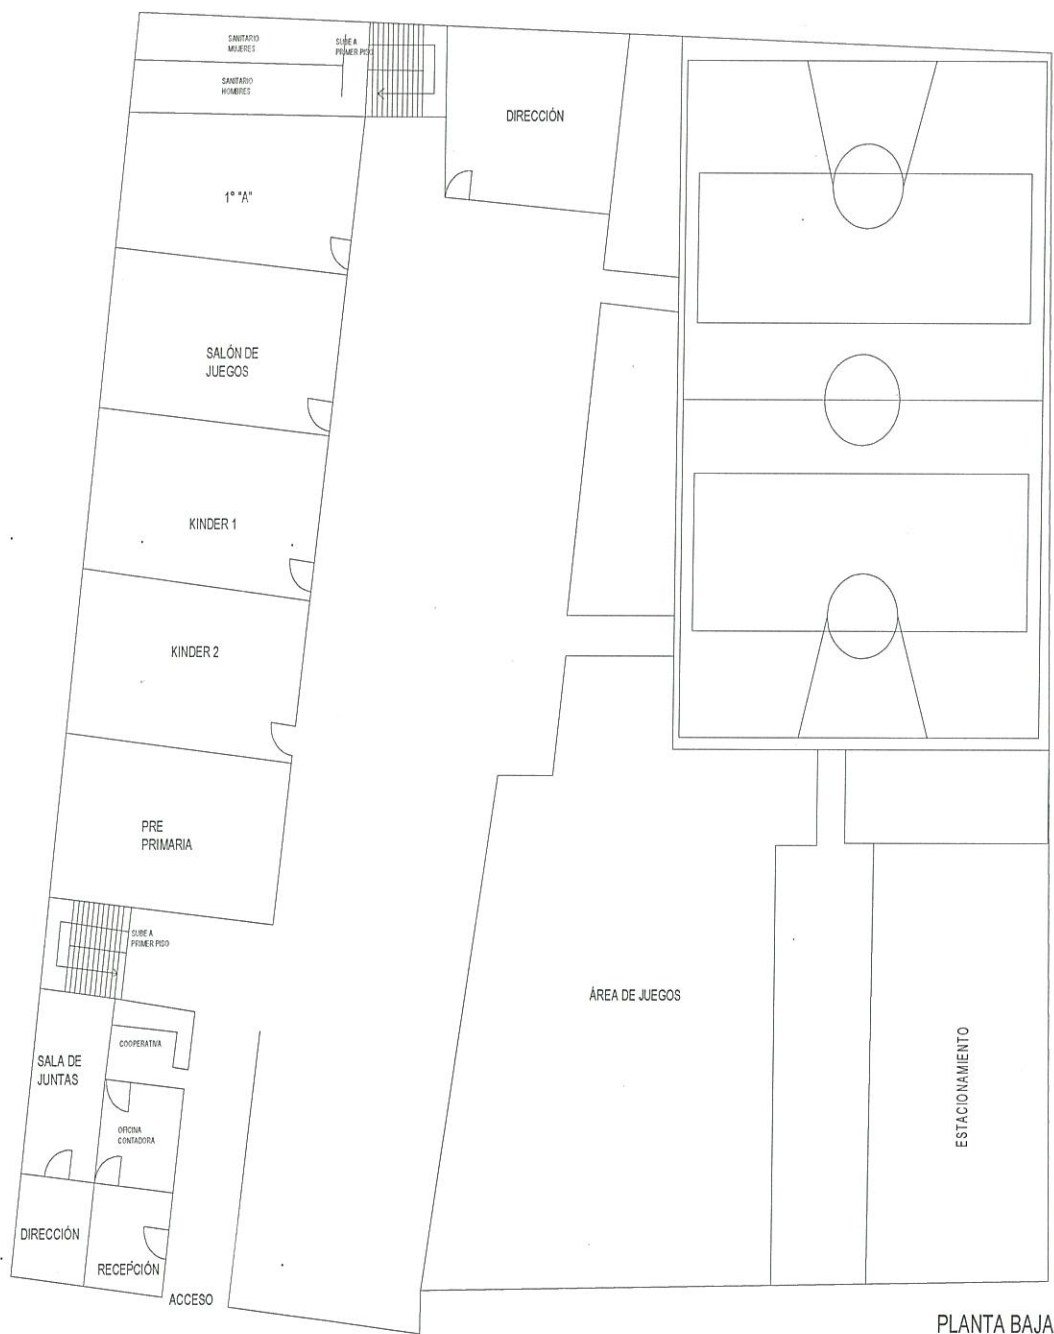 SANITARIO
MUJERES
SUBE A
PRIMER PISO
SANITARIO
HOMBRES
DIRECCIÓN
1° "A"
SALÓN DE
JUEGOS
KINDER 1
KINDER 2
PRE
PRIMARIA
SUBE A
PRIMER PISO
ÁREA DE JUEGOS
COOPERATIVA
SALA DE
JUNTAS
ESTACIONAMIENTO
OFICINA
CONTADORA
DIRECCIÓN
RECEPCIÓN
ACCESO
PLANTA BAJA